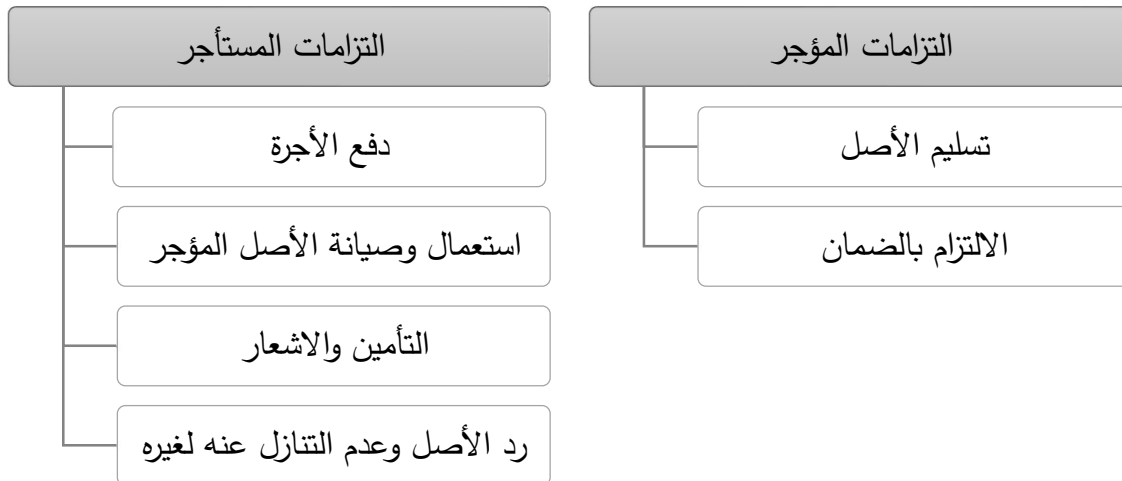 التزامات المؤجر
تسليم الأصل
الالتزام بالضمان
التزامات المستأجر
دفع الأجرة
استعمال وصيانة الأصل المؤجر
التأمين والاشعار
رد الأصل وعدم التنازل عنه لغيره